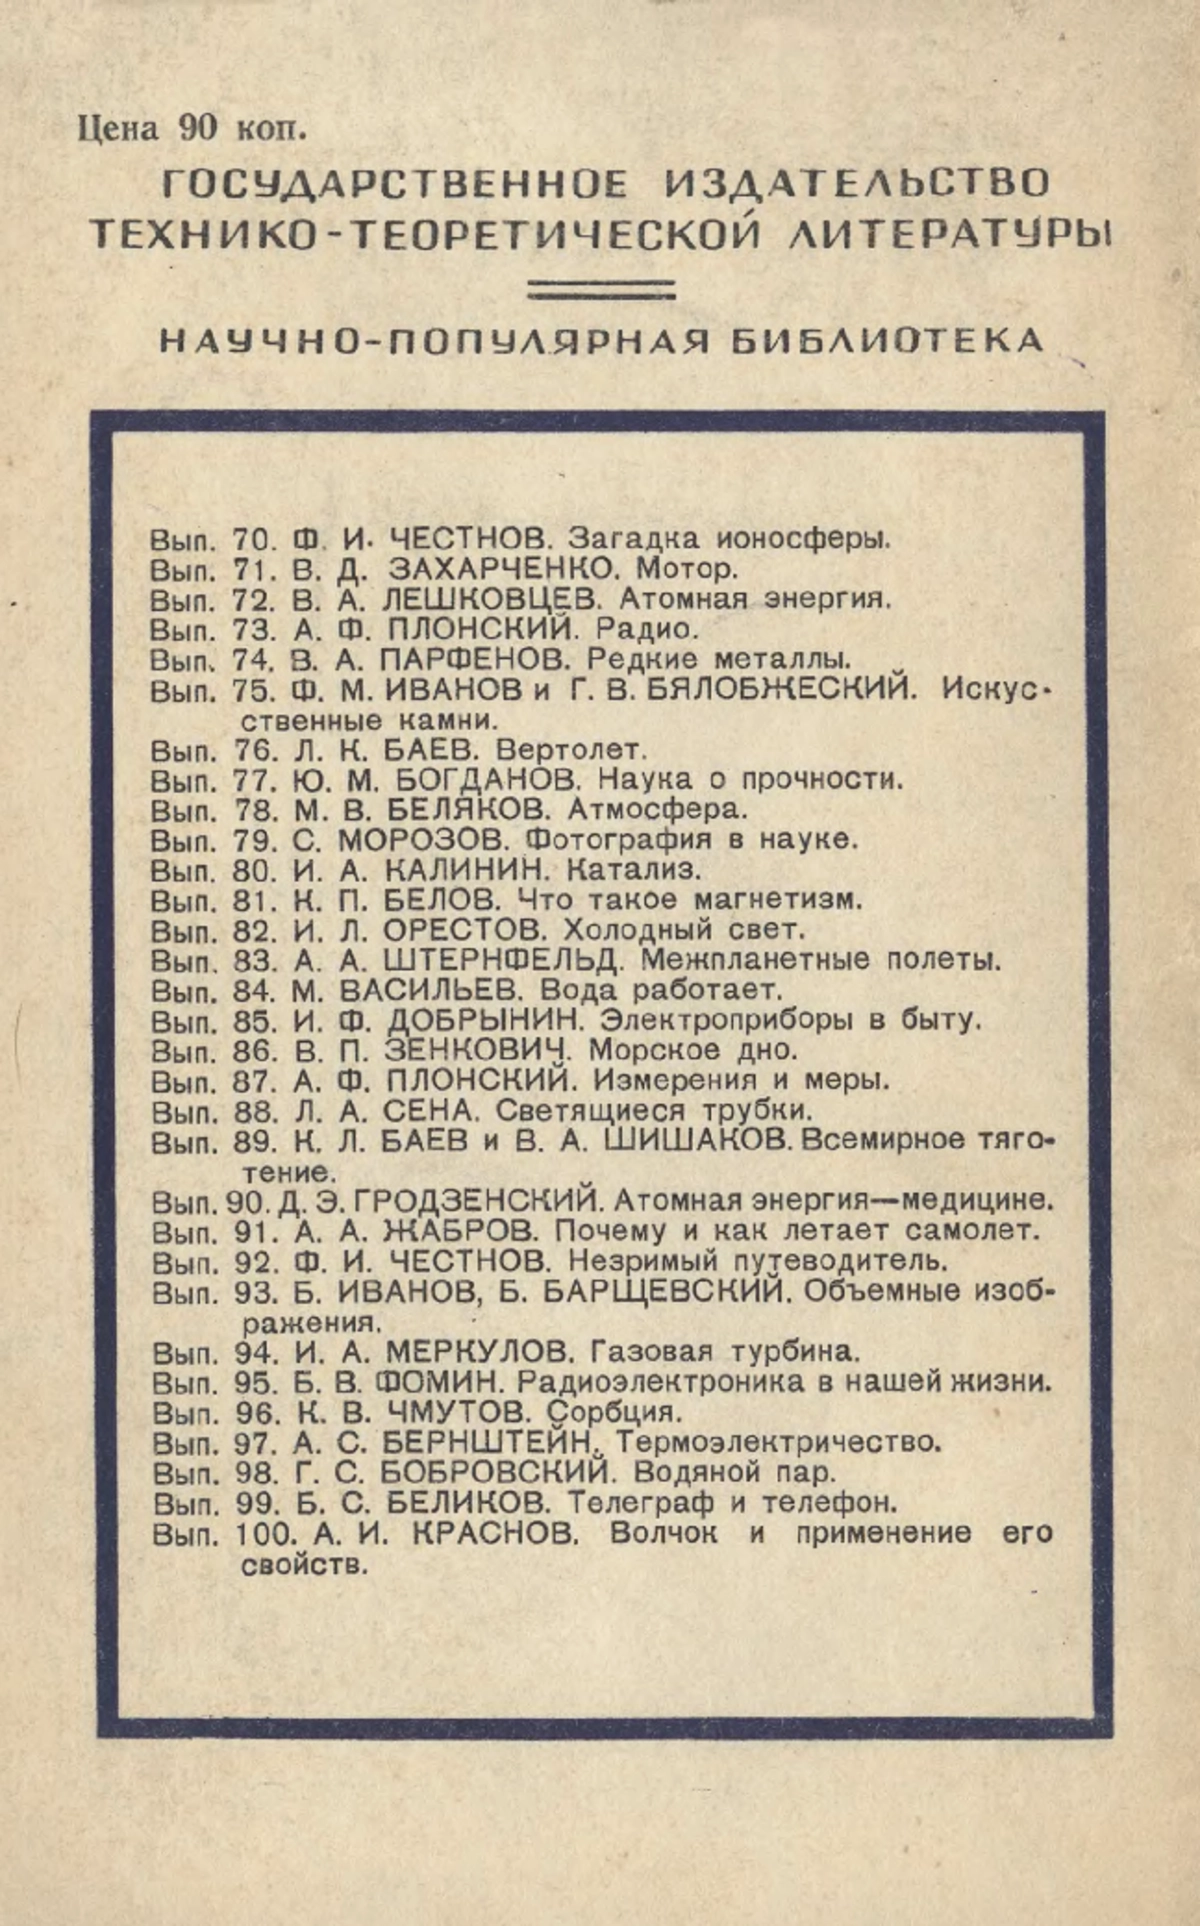 Цена 90 коп.
ГОСУДАРСТВЕННОЕ ИЗДАТЕЛЬСТВО
ТЕХНИКО-ТЕОРЕТИЧЕСКОЙ ЛИТЕРАТУРЫ
НАУЧНО-ПОПУЛЯРНАЯ БИБЛИОТЕКА
Вып. 70. Ф. И. ЧЕСТНОВ. Загадка ионосферы.
Вып. 71. В. Д. ЗАХАРЧЕНКО. Мотор.
Вып. 72. В. А. ЛЕШКОВЦЕВ. Атомная энергия.
Вып. 73. А. Ф. ПЛОНСКИЙ. Радио.
Вып. 74. В. А. ПАРФЕНОВ. Редкие металлы.
Вып. 75. Ф. М. ИВАНОВ и Г. В. БЯЛОБЖЕСКИЙ. Искус-
ственные камни.
Вып. 76. Л. К. БАЕВ. Вертолет.
Вып. 77. Ю. М. БОГДАНОВ. Наука о прочности.
Вып. 78. М. В. БЕЛЯКОВ. Атмосфера.
Вып. 79. С. МОРОЗОВ. Фотография в науке.
Вып. 80. И. А. КАЛИНИН. Катализ.
Вып. 81. К. П. БЕЛОВ. Что такое магнетизм.
Вып. 82. И. Л. ОРЕСТОВ. Холодный свет.
Вып. 83. А. А. ШТЕРНФЕЛЬД. Межпланетные полеты.
Вып. 84. М. ВАСИЛЬЕВ. Вода работает.
Вып. 85. И. Ф. ДОБРЫНИН. Электроприборы в быту.
Вып. 86. В. П. ЗЕНКОВИЧ. Морское дно.
Вып. 87. А. Ф. ПЛОНСКИЙ. Измерения и меры.
Вып. 88. Л. А. СЕНА. Светящиеся трубки.
Вып. 89. К. Л. БАЕВ и В. А. ШИШАКОВ. Всемирное тяго-
тение.
Вып. 90. Д. Э. ГРОДЗЕНСКИЙ. Атомная энергия—медицине.
Вып. 91. А. А. ЖАБРОВ. Почему и как летает самолет.
Вып. 92. Ф. И. ЧЕСТНОВ. Незримый путеводитель.
Вып. 93. Б. ИВАНОВ, Б. БАРЩЕВСКИЙ. Объемные изоб-
ражения.
Вып. 94. И. А. МЕРКУЛОВ. Газовая турбина.
Вып. 95. Б. В. ФОМИН. Радиоэлектроника в нашей жизни.
Вып. 96. К. В. ЧМУТОВ. Сорбция.
Вып. 97. А. С. БЕРНШТЕЙН. Термоэлектричество.
Вып. 98. Г. С. БОБРОВСКИЙ. Водяной пар.
Вып. 99. Б. С. БЕЛИКОВ. Телеграф и телефон.
Вып. 100. А. И. КРАСНОВ. Волчок и применение его
свойств.